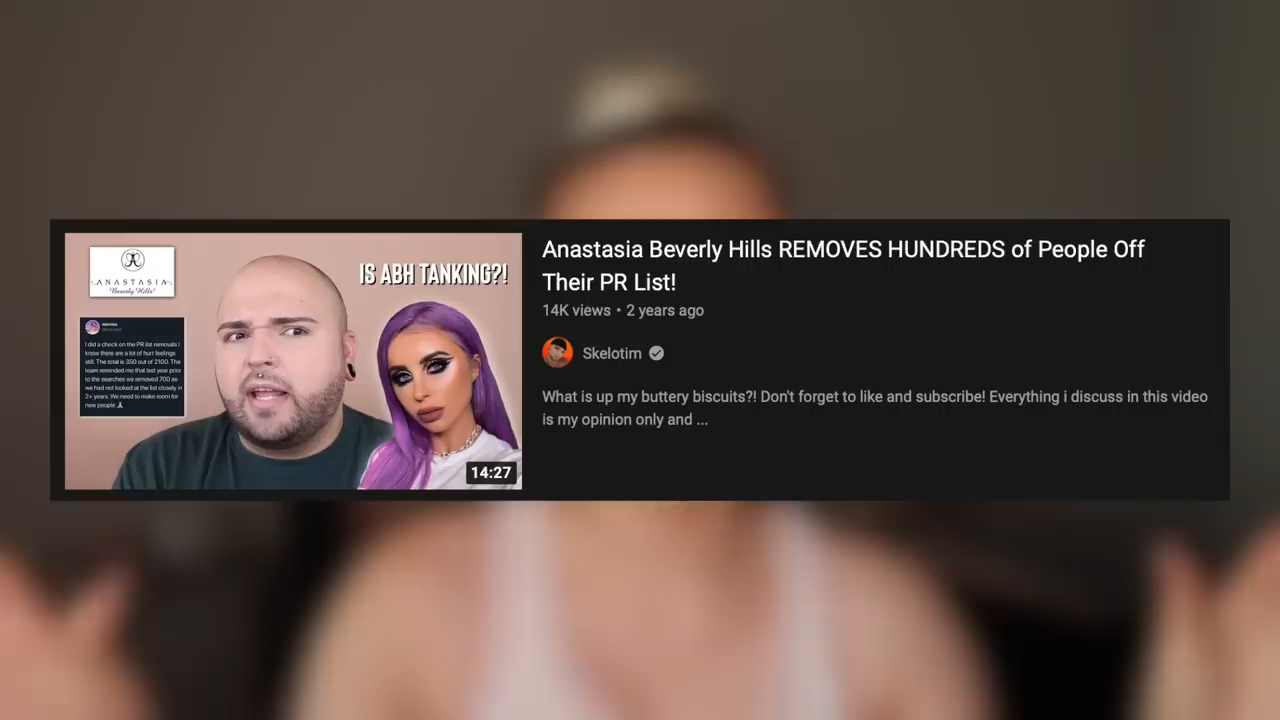 ANASTASIA
Beverly Hills
IS ABH TANKING?!
I did a check on the PR list removals I
know there are a lot of hurt feelings
still. The total is 350 out of 2100. The
team reminded me that last year prior
to the searches we removed 700 as
we had not looked at the list closely in
2+ years. We need to make room for
new people
14:27
Anastasia Beverly Hills REMOVES HUNDREDS of People Off
Their PR List!
14K views • 2 years ago
Skelotim
What is up my buttery biscuits?! Don't forget to like and subscribe! Everything i discuss in this video
is my opinion only and ...